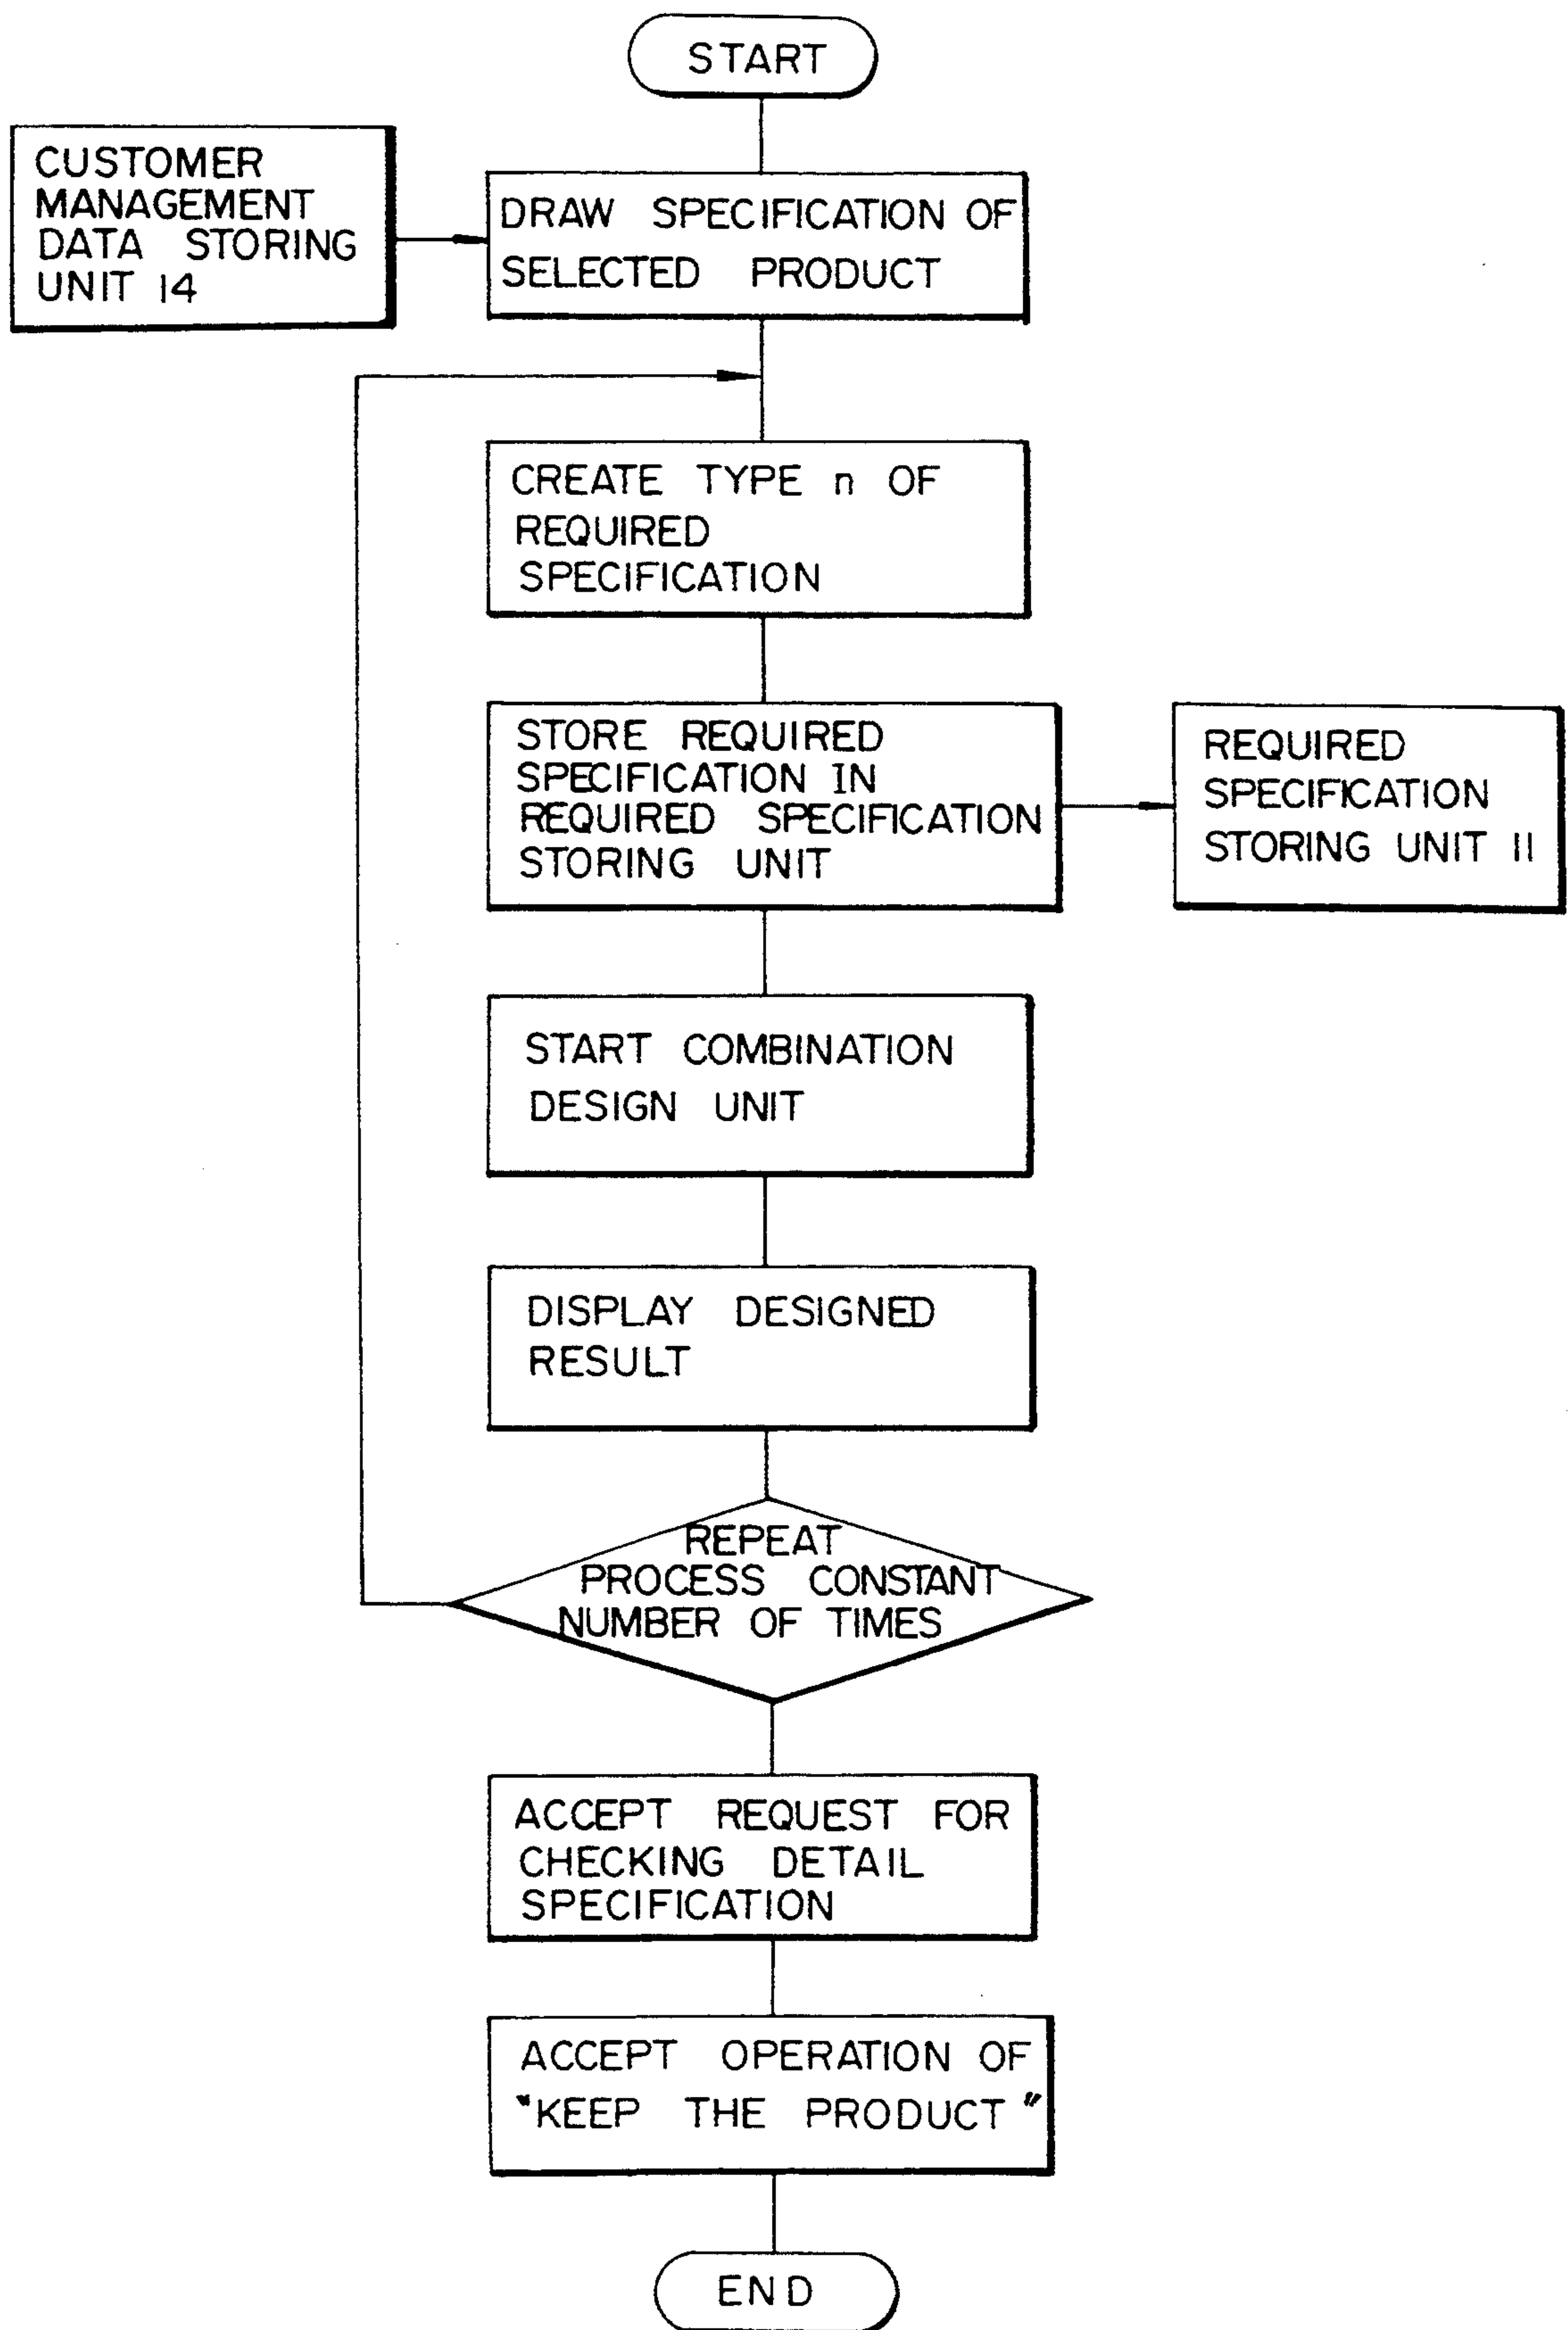 START
CUSTOMER
MANAGEMENT
DATA STORING
UNIT 14
DRAW SPECIFICATION OF
SELECTED PRODUCT
CREATE TYPE n OF
REQUIRED
SPECIFICATION
STORE REQUIRED
SPECIFICATION IN
REQUIRED SPECIFICATION
STORING UNIT
REQUIRED
SPECIFICATION
STORING UNIT 11
START COMBINATION
DESIGN UNIT
DISPLAY DESIGNED
RESULT
REPEAT
PROCESS CONSTANT
NUMBER OF TIMES
ACCEPT REQUEST FOR
CHECKING DETAIL
SPECIFICATION
ACCEPT OPERATION OF
"KEEP THE PRODUCT"
END